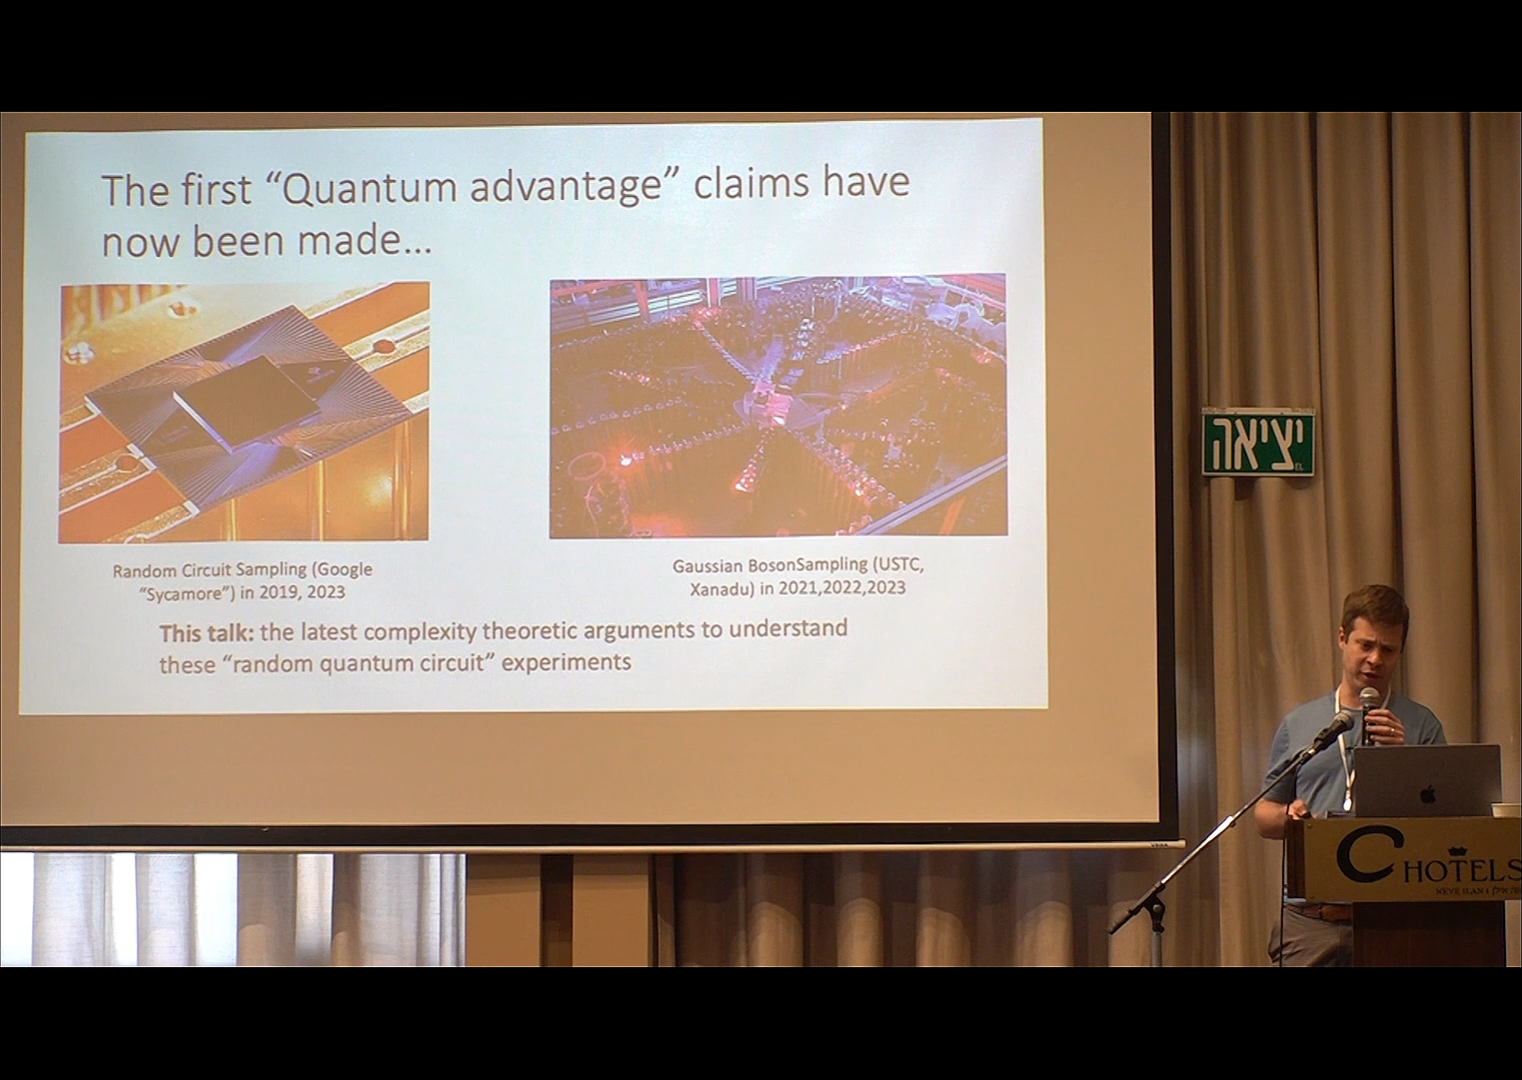 The first “Quantum advantage” claims have
now been made...
Random Circuit Sampling (Google
“Sycamore”) in 2019, 2023
Gaussian BosonSampling (USTC,
Xanadu) in 2021,2022,2023
This talk: the latest complexity theoretic arguments to understand
these “random quantum circuit” experiments
יציאה
C HOTELS
NEVE ILAN